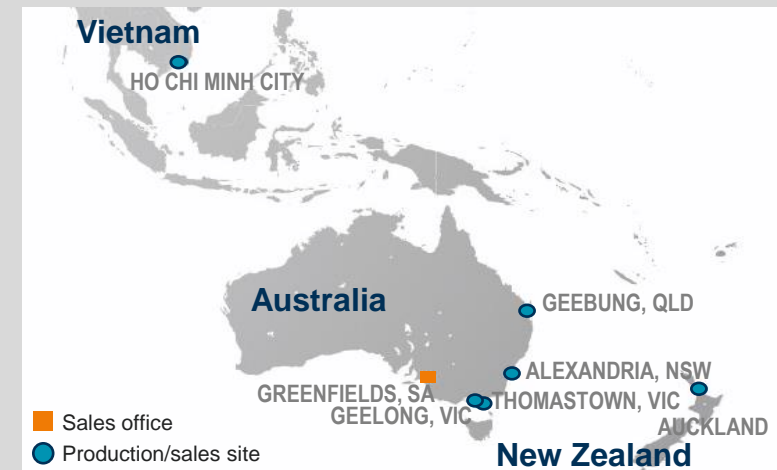 Vietnam
HO CHI MINH CITY
Australia
GEEBUNG, QLD
ALEXANDRIA, NSW
GREENFIELDS, SA
THOMASTOWN, VIC
GEELONG, VIC
AUCKLAND
New Zealand
Sales office
Production/sales site